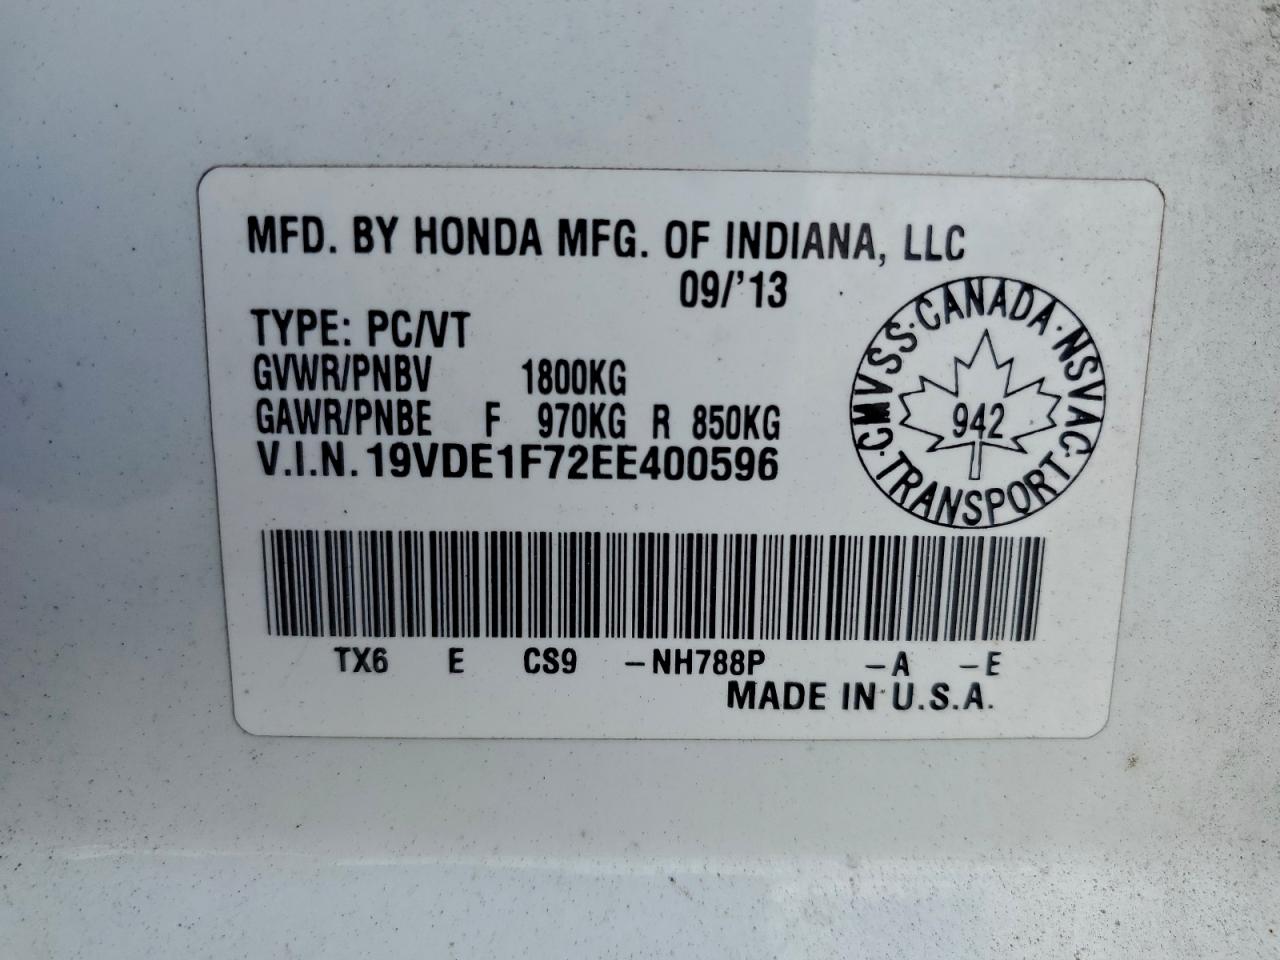 MFD. BY HONDA MFG. OF INDIANA, LLC
09/'13
TYPE: PC/VT
GVWR/PNBV 1800KG
GAWR/PNBE F 970KG R 850KG
V.I.N. 19VDE1F72EE400596
CMVSS·CANADA·NSVAC·TRANSPORT·
942
TX6 E CS9 –NH788P –A –E
MADE IN U.S.A.